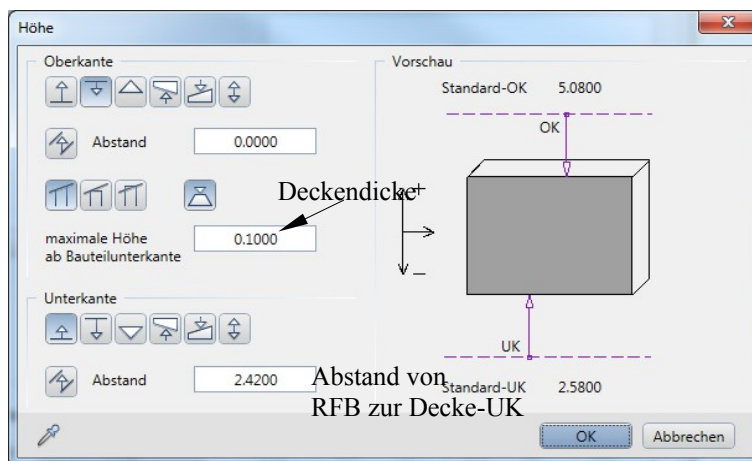 Höhe
Oberkante
Abstand 0.0000
maximale Höhe
ab Bauteilunterkante
0.1000
Deckendicke
Unterkante
Abstand 2.4200
Abstand von
RFB zur Decke-UK
Vorschau
Standard-OK 5.0800
OK
+
−
UK
Standard-UK 2.5800
OK
Abbrechen